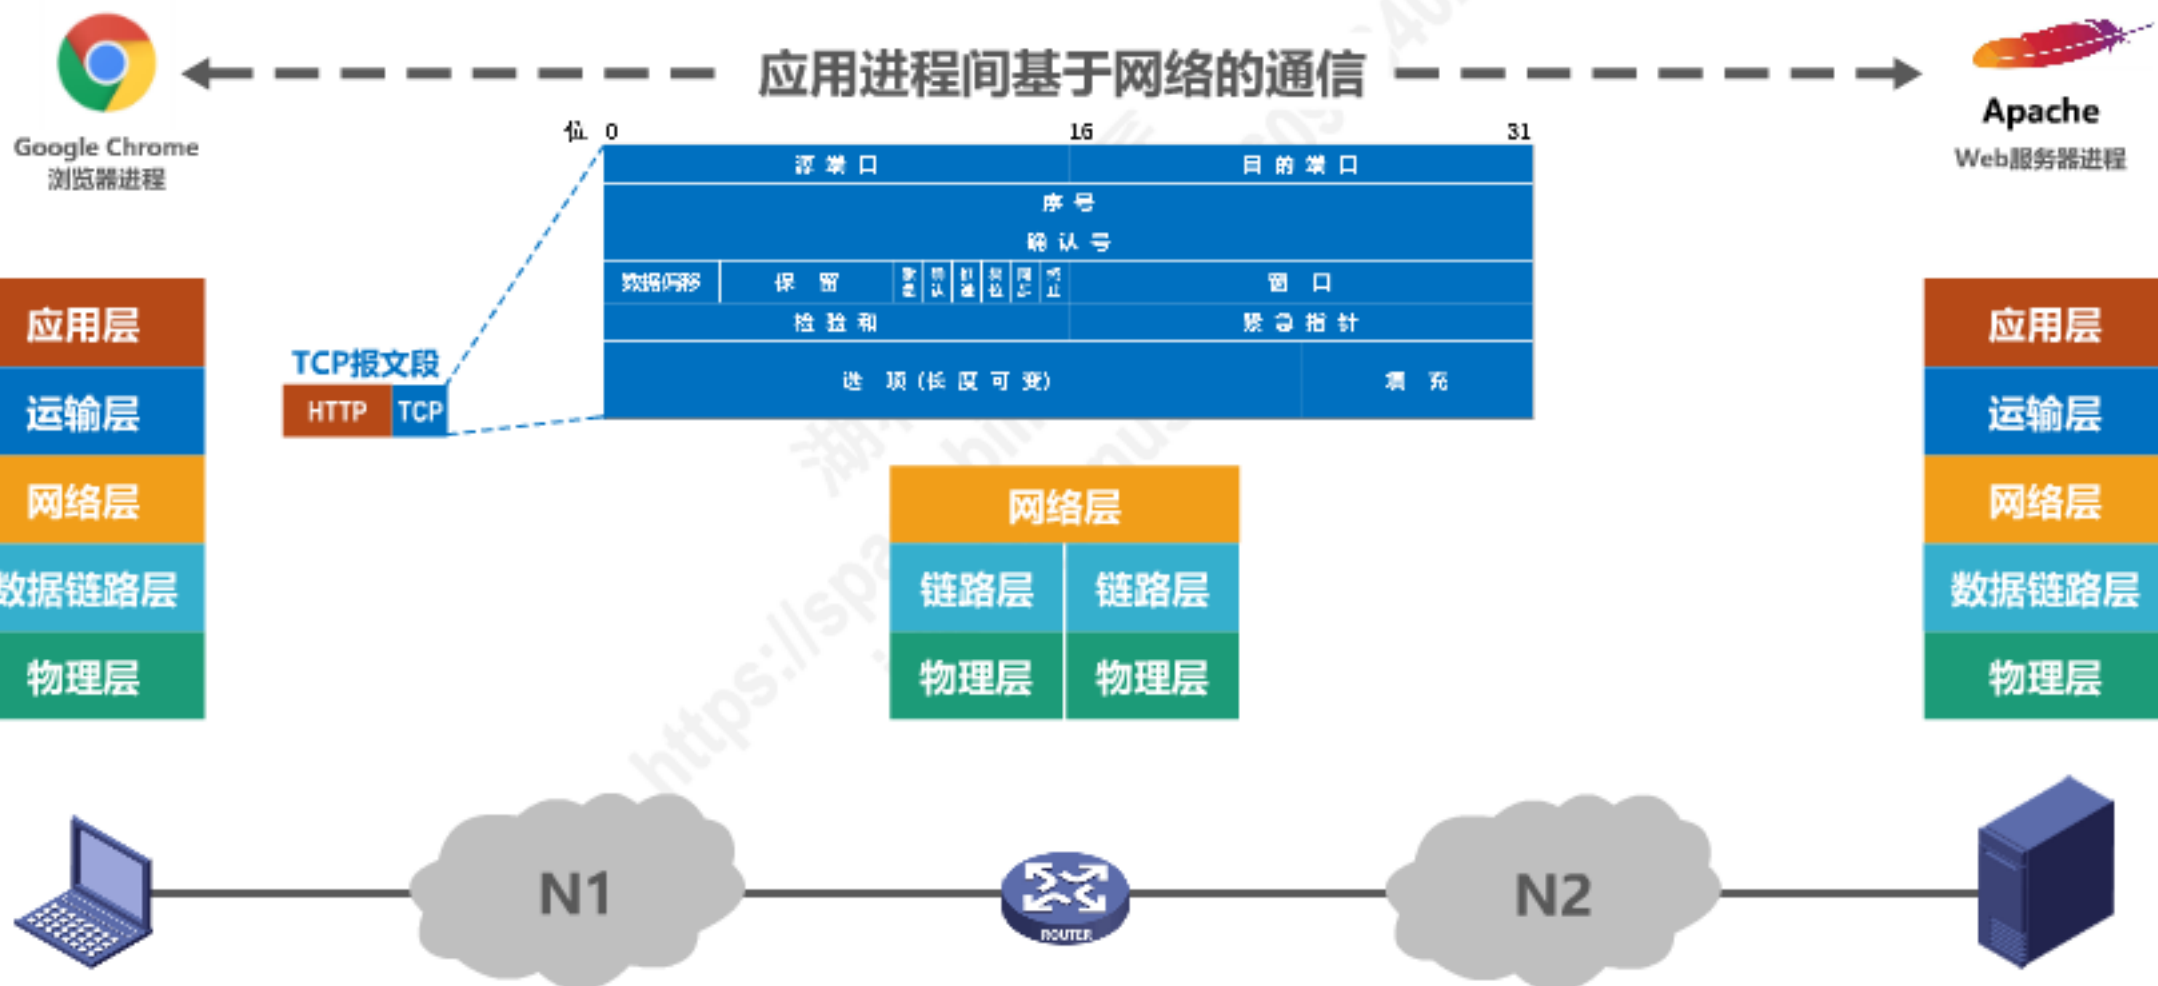 应用进程间基于网络的通信
Google Chrome
浏览器进程
Apache
Web服务器进程
位 0 16 31
源端口 目的端口
序号
确认号
数据偏移 保留 窗口
检验和 紧急指针
选项(长度可变) 填充
TCP报文段
HTTP TCP
应用层
运输层
网络层
数据链路层
物理层
网络层
链路层 链路层
物理层 物理层
应用层
运输层
网络层
数据链路层
物理层
N1
ROUTER
N2
https://spa